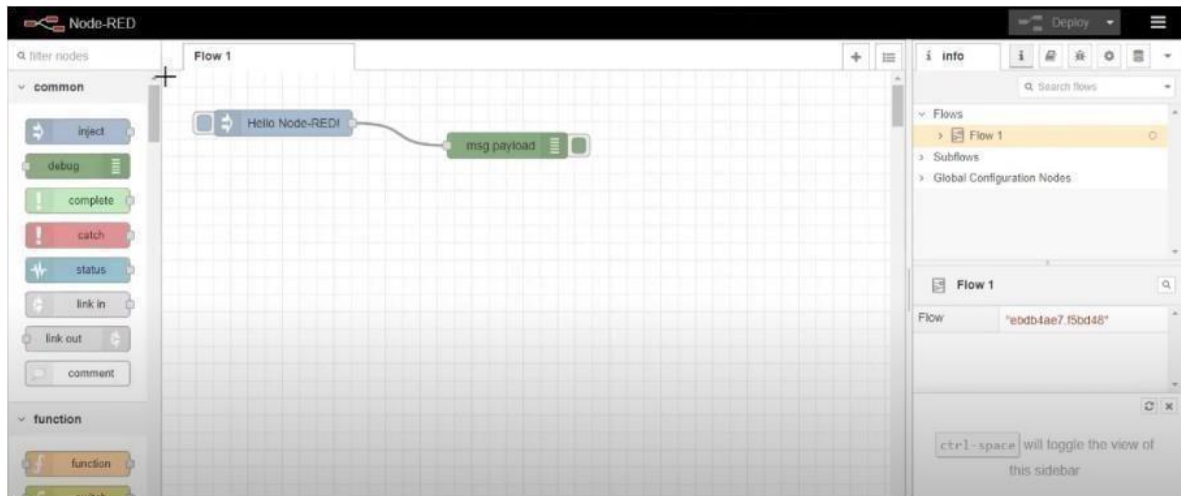 Node-RED
Deploy
filter nodes
Flow 1
i info
common
Search flows
inject
Hello Node-RED!
Flows
debug
msg.payload
Flow 1
complete
Subflows
Global Configuration Nodes
catch
status
link in
Flow 1
link out
Flow "ebdb4ae7.f5bd48"
comment
function
ctrl-space will toggle the view of
this sidebar
function
switch